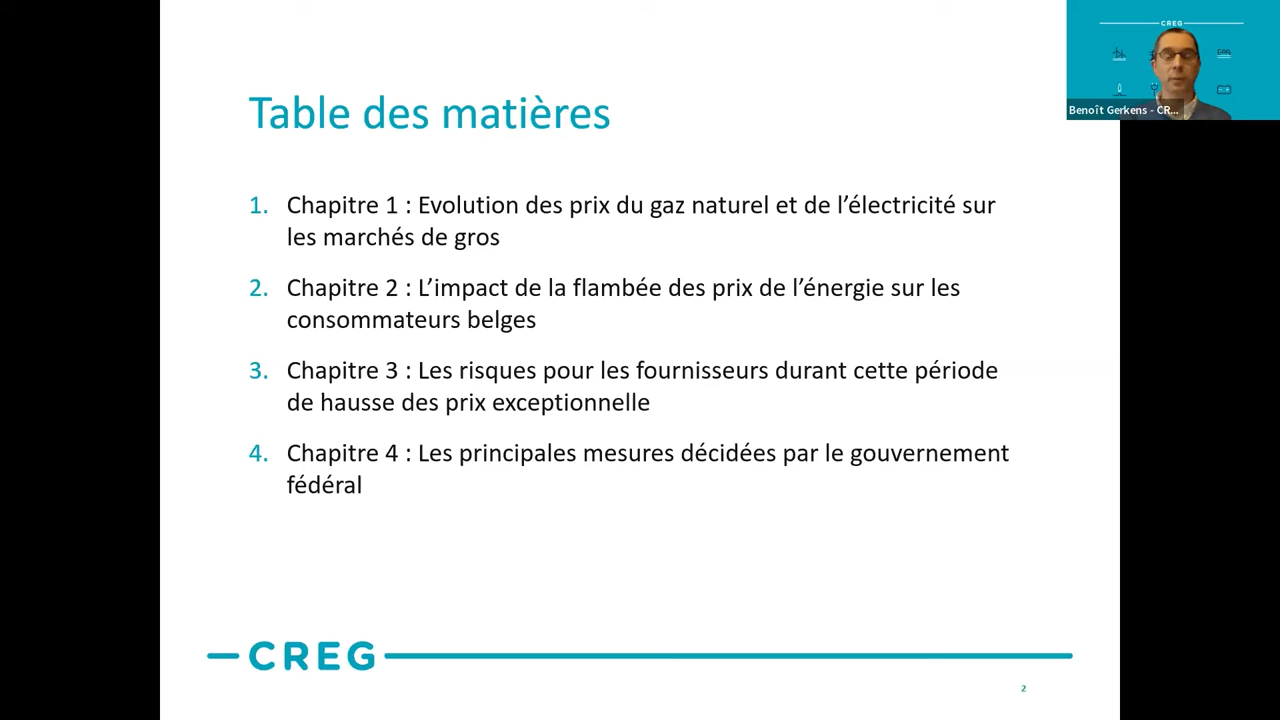 CREG
Benoît Gerkens - CR...
Table des matières
1. Chapitre 1 : Evolution des prix du gaz naturel et de l’électricité sur
les marchés de gros
2. Chapitre 2 : L’impact de la flambée des prix de l’énergie sur les
consommateurs belges
3. Chapitre 3 : Les risques pour les fournisseurs durant cette période
de hausse des prix exceptionnelle
4. Chapitre 4 : Les principales mesures décidées par le gouvernement
fédéral
CREG
2